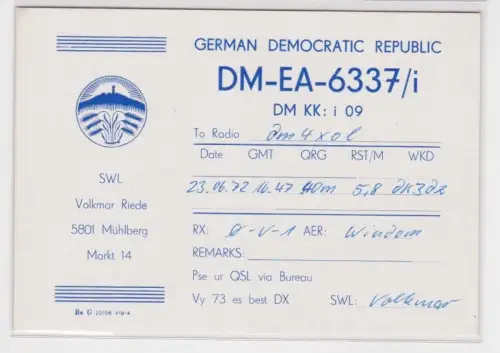 GERMAN DEMOCRATIC REPUBLIC
DM-EA-6337/i
DM KK: i 09
To Radio dm4xol
Date GMT QRG RST/M WKD
23.06.72 16.47 40m 5,8 dk3dz
SWL
Volkmar Riede
5801 Mühlberg
Markt 14
RX: 0-V-1 AER: Windom
REMARKS:
Pse ur QSL via Bureau
Vy 73 es best DX SWL: Volkmar